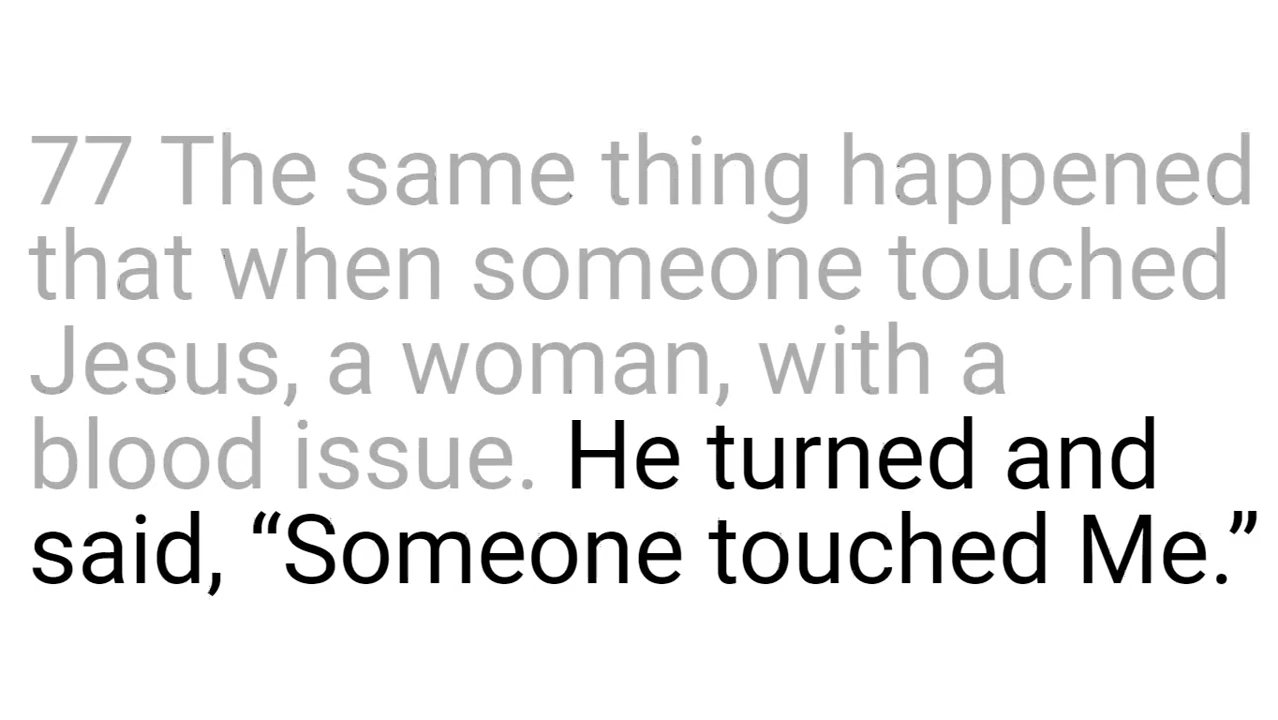 77 The same thing happened
that when someone touched
Jesus, a woman, with a
blood issue. He turned and
said, “Someone touched Me.”